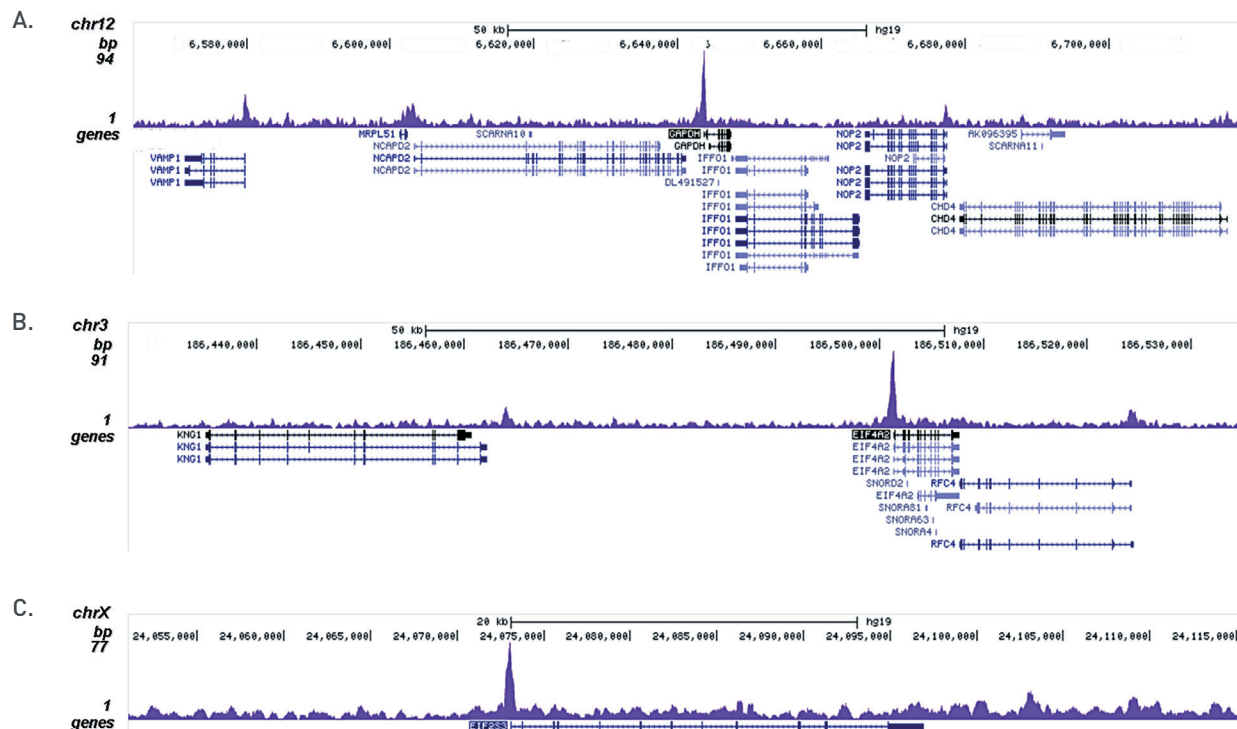 A.
chr12
50 kb hg19
bp 6,580,000| 6,600,000| 6,620,000| 6,640,000| 6,660,000| 6,680,000| 6,700,000|
94
1
genes
MRPL51 SCARNA10 GAPDH NOP2 AK096395
NCAPD2 GAPDH NOP2 SCARNA11
VAMP1 NCAPD2 IFFO1 NOP2
VAMP1 NCAPD2 IFFO1 NOP2
VAMP1 DL491527 NOP2
IFFO1 NOP2
IFFO1 CHD4
IFFO1 CHD4
IFFO1 CHD4
IFFO1
IFFO1
IFFO1
B.
chr3
50 kb hg19
bp 186,440,000| 186,450,000| 186,460,000| 186,470,000| 186,480,000| 186,490,000| 186,500,000| 186,510,000| 186,520,000| 186,530,000|
91
1
genes
KNG1 EIF4A2
KNG1 EIF4A2
KNG1 EIF4A2
SNORD2 RFC4
EIF4A2
SNORA81 RFC4
SNORA63
SNORA4
RFC4
C.
chrX
20 kb hg19
bp 24,055,000| 24,060,000| 24,065,000| 24,070,000| 24,075,000| 24,080,000| 24,085,000| 24,090,000| 24,095,000| 24,100,000| 24,105,000| 24,110,000| 24,115,000|
77
1
genes
EIF2S3